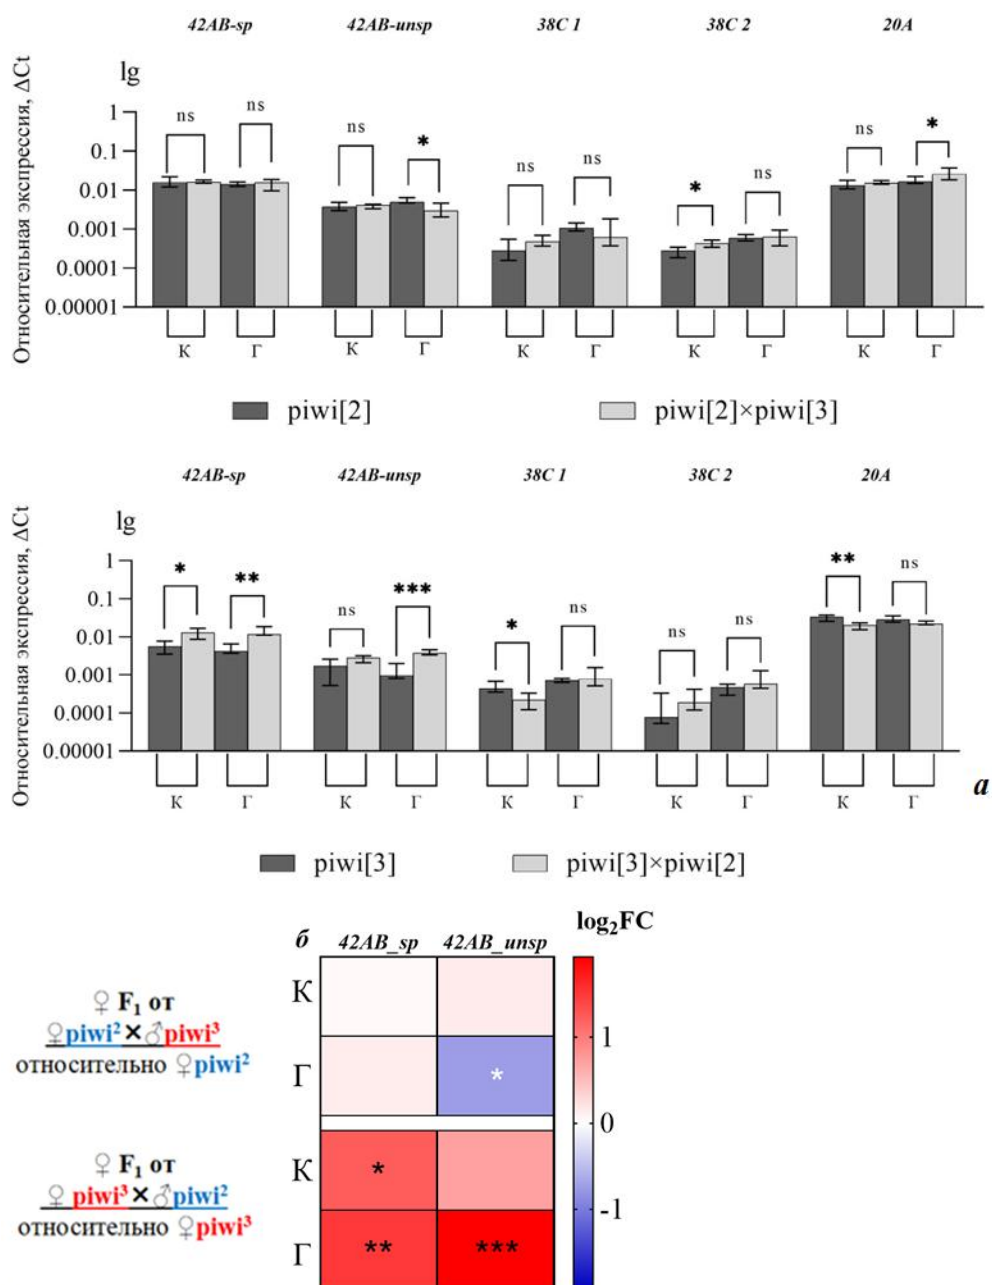 42AB-sp 42AB-unsp 38C 1 38C 2 20A
Относительная экспрессия, ΔCt
lg
1
0.1
0.01
0.001
0.0001
0.00001
ns ns ns * ns ns * ns ns *
К Г К Г К Г К Г К Г
piwi[2] piwi[2]×piwi[3]
42AB-sp 42AB-unsp 38C 1 38C 2 20A
Относительная экспрессия, ΔCt
lg
1
0.1
0.01
0.001
0.0001
0.00001
* ** ns *** * ns ns ns ** ns
К Г К Г К Г К Г К Г
а
piwi[3] piwi[3]×piwi[2]
б 42AB_sp 42AB_unsp log₂FC
♀ F₁ от
♀piwi²×♂piwi³
относительно ♀piwi²
К
Г *
♀ F₁ от
♀ piwi³×♂piwi²
относительно ♀piwi³
К *
Г ** ***
1
0
-1